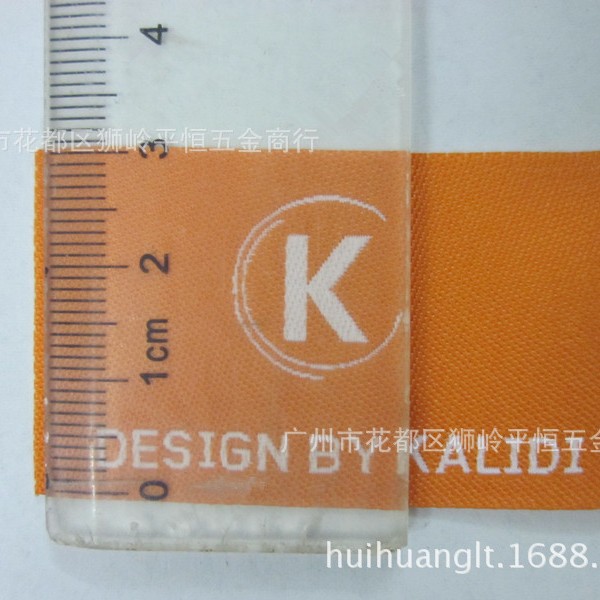 4
市花都区狮岭平恒五金商行
3
2
K
1cm
DESIGN BY KALIDI
广州市花都区狮岭平恒五
0
huihuanglt.1688.